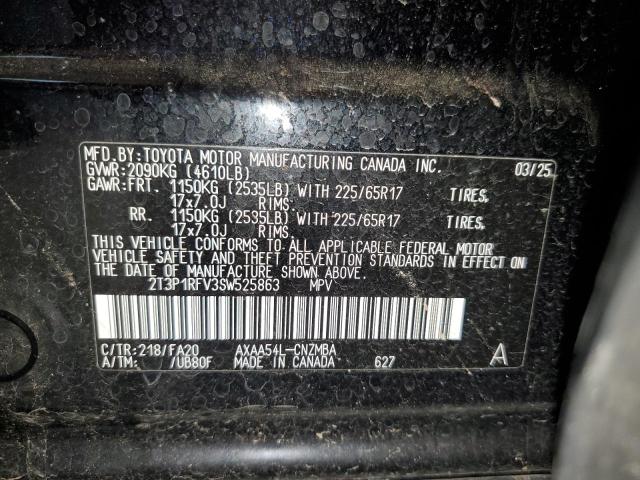 MFD.BY:TOYOTA MOTOR MANUFACTURING CANADA INC. 03/25
GVWR:2090KG (4610LB)
GAWR:FRT. 1150KG (2535LB) WITH 225/65R17 TIRES,
17x7.0J RIMS.
RR. 1150KG (2535LB) WITH 225/65R17 TIRES,
17x7.0J RIMS.
THIS VEHICLE CONFORMS TO ALL APPLICABLE FEDERAL MOTOR
VEHICLE SAFETY AND THEFT PREVENTION STANDARDS IN EFFECT ON
THE DATE OF MANUFACTURE SHOWN ABOVE.
2T3P1RFV3SW525863 MPV
C/TR:218/FA20 AXAA54L-CNZMBA A
A/TM: /UB80F MADE IN CANADA 627